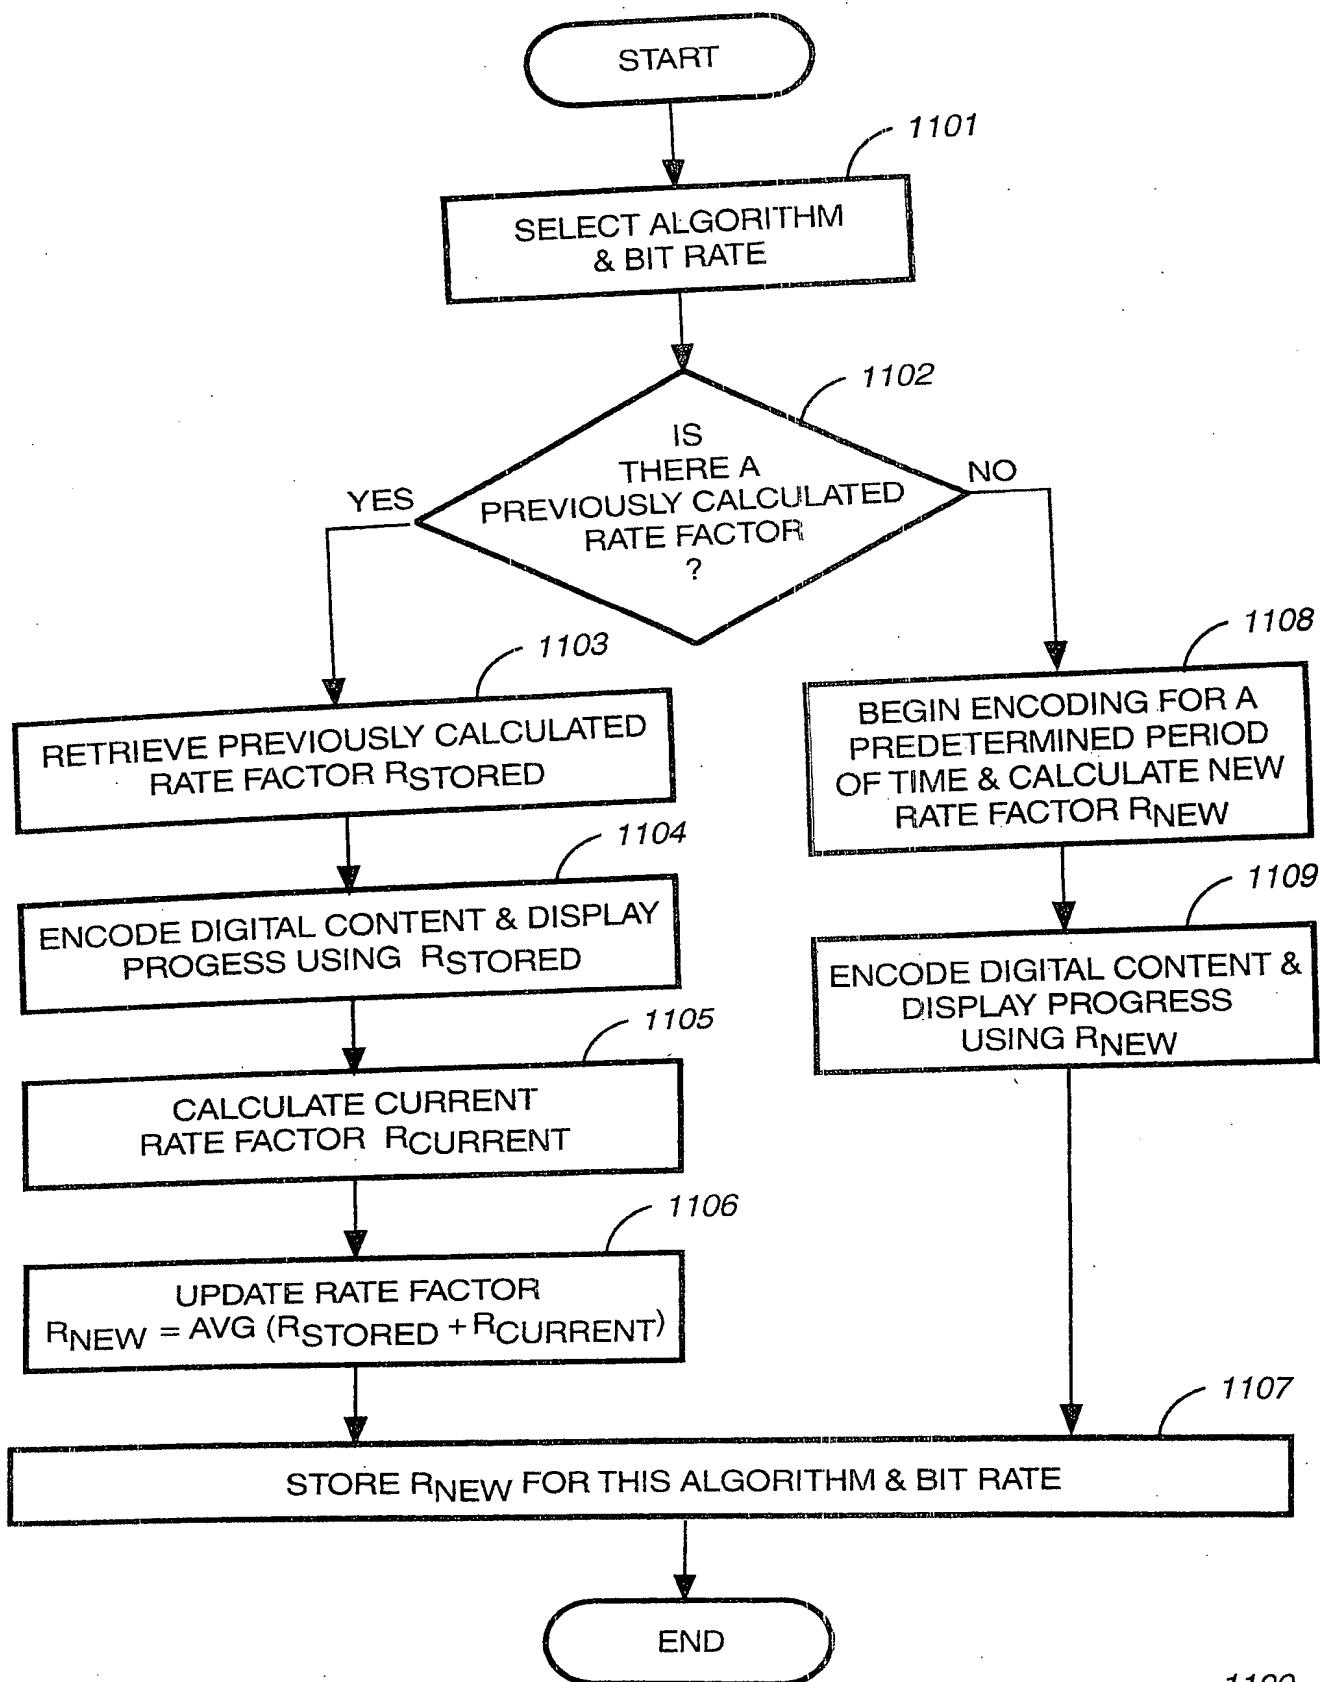 START
1101
SELECT ALGORITHM
& BIT RATE
1102
IS
THERE A
PREVIOUSLY CALCULATED
RATE FACTOR
?
YES
NO
1103
RETRIEVE PREVIOUSLY CALCULATED
RATE FACTOR RSTORED
1104
ENCODE DIGITAL CONTENT & DISPLAY
PROGESS USING RSTORED
1105
CALCULATE CURRENT
RATE FACTOR RCURRENT
1106
UPDATE RATE FACTOR
RNEW = AVG (RSTORED + RCURRENT)
1108
BEGIN ENCODING FOR A
PREDETERMINED PERIOD
OF TIME & CALCULATE NEW
RATE FACTOR RNEW
1109
ENCODE DIGITAL CONTENT &
DISPLAY PROGRESS
USING RNEW
1107
STORE RNEW FOR THIS ALGORITHM & BIT RATE
END